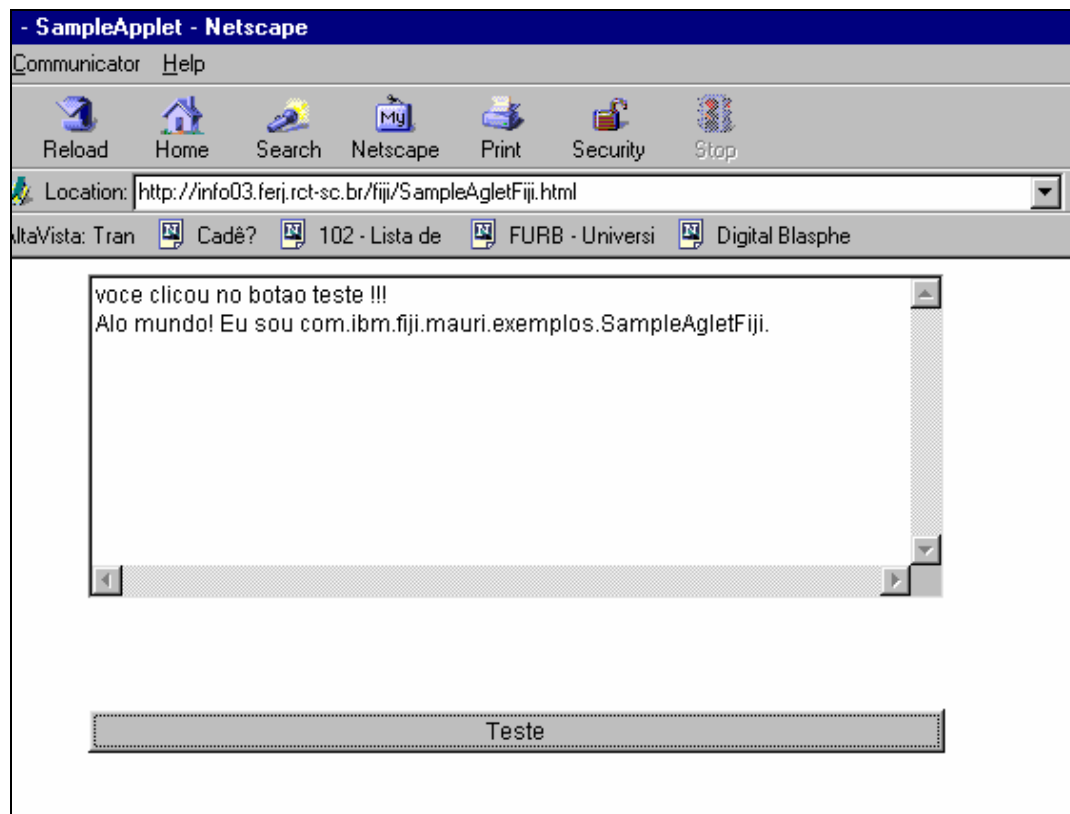 - SampleApplet - Netscape
Communicator Help
Reload Home Search Netscape Print Security Stop
My
Location: http://info03.ferj.rct-sc.br/fiji/SampleAgletFiji.html
AltaVista: Tran Cadê? 102 - Lista de FURB - Universi Digital Blasphe
voce clicou no botao teste !!!
Alo mundo! Eu sou com.ibm.fiji.mauri.exemplos.SampleAgletFiji.
Teste